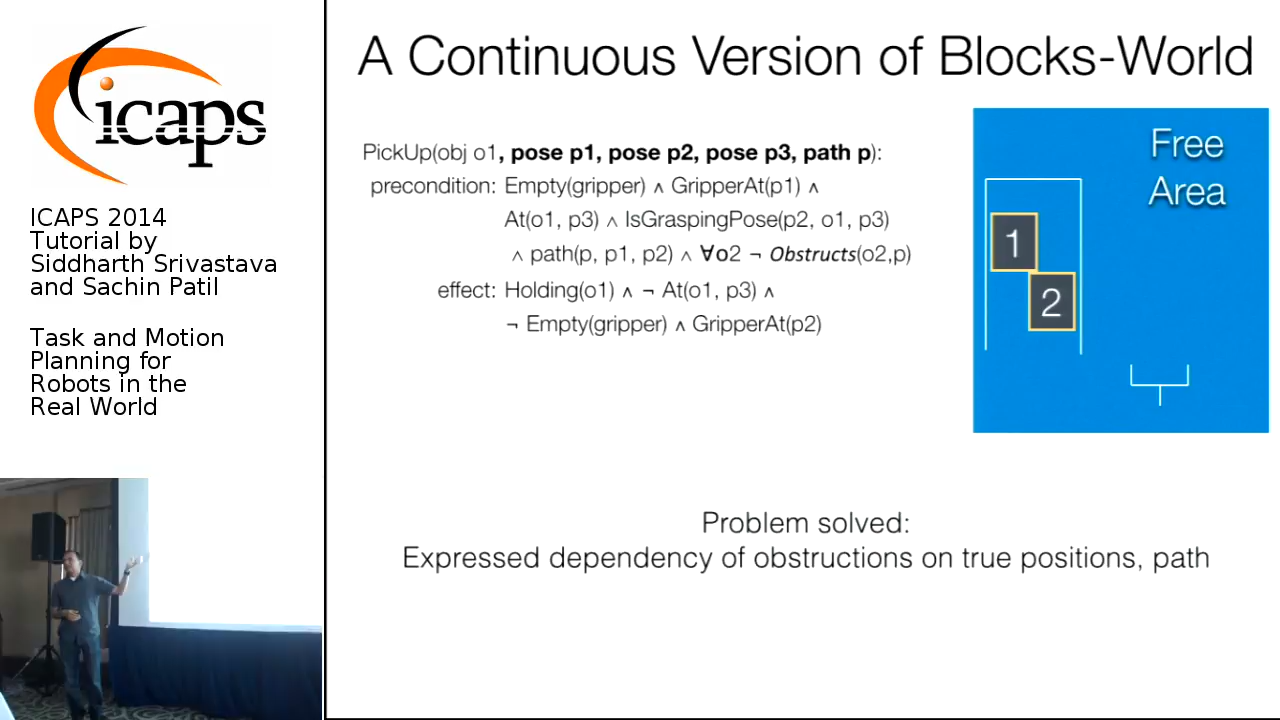 icaps
ICAPS 2014
Tutorial by
Siddharth Srivastava
and Sachin Patil
Task and Motion
Planning for
Robots in the
Real World
A Continuous Version of Blocks-World
PickUp(obj o1, pose p1, pose p2, pose p3, path p):
precondition: Empty(gripper) ∧ GripperAt(p1) ∧
At(o1, p3) ∧ IsGraspingPose(p2, o1, p3)
∧ path(p, p1, p2) ∧ ∀o2 ¬ Obstructs(o2,p)
effect: Holding(o1) ∧ ¬ At(o1, p3) ∧
¬ Empty(gripper) ∧ GripperAt(p2)
Free
Area
1
2
Problem solved:
Expressed dependency of obstructions on true positions, path